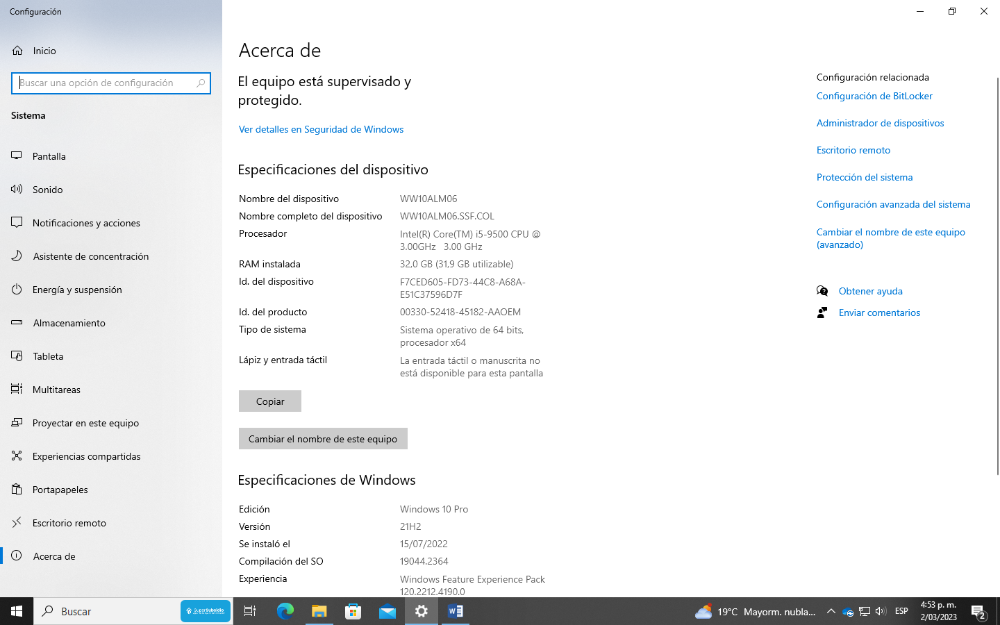 Configuración
Inicio
Buscar una opción de configuración
Sistema
Pantalla
Sonido
Notificaciones y acciones
Asistente de concentración
Energía y suspensión
Almacenamiento
Tableta
Multitareas
Proyectar en este equipo
Experiencias compartidas
Portapapeles
Escritorio remoto
Acerca de
Acerca de
El equipo está supervisado y
protegido.
Ver detalles en Seguridad de Windows
Especificaciones del dispositivo
Nombre del dispositivo WW10ALM06
Nombre completo del dispositivo WW10ALM06.SSF.COL
Procesador Intel(R) Core(TM) i5-9500 CPU @
3.00GHz 3.00 GHz
RAM instalada 32,0 GB (31,9 GB utilizable)
Id. del dispositivo F7CED605-FD73-44C8-A68A-
E51C37596D7F
Id. del producto 00330-52418-45182-AAOEM
Tipo de sistema Sistema operativo de 64 bits,
procesador x64
Lápiz y entrada táctil La entrada táctil o manuscrita no
está disponible para esta pantalla
Copiar
Cambiar el nombre de este equipo
Especificaciones de Windows
Edición Windows 10 Pro
Versión 21H2
Se instaló el 15/07/2022
Compilación del SO 19044.2364
Experiencia Windows Feature Experience Pack
120.2212.4190.0
Configuración relacionada
Configuración de BitLocker
Administrador de dispositivos
Escritorio remoto
Protección del sistema
Configuración avanzada del sistema
Cambiar el nombre de este equipo
(avanzado)
Obtener ayuda
Enviar comentarios
Buscar
SuperSubsidio
19°C Mayorm. nubla...
ESP
4:53 p. m.
2/03/2023
2